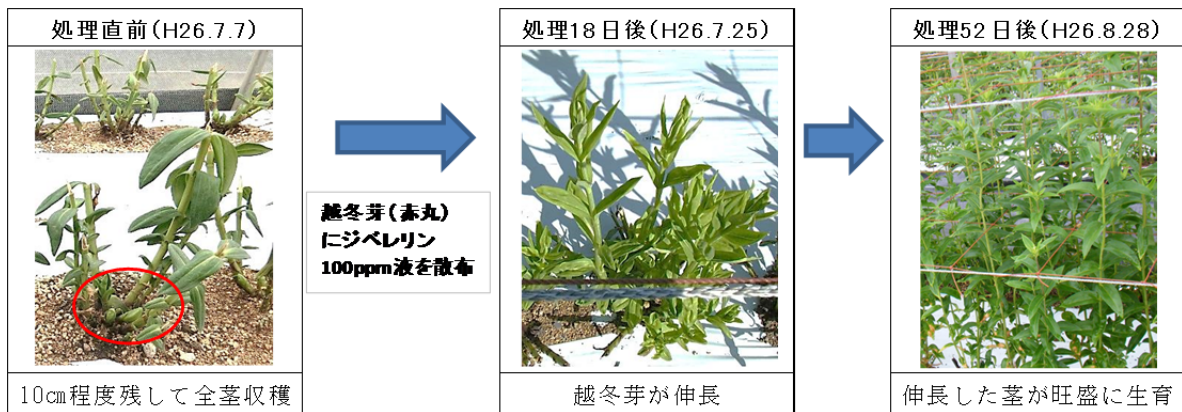 処理直前(H26.7.7)
10㎝程度残して全茎収穫
越冬芽(赤丸)
にジベレリン
100ppm液を散布
処理18日後(H26.7.25)
越冬芽が伸長
処理52日後(H26.8.28)
伸長した茎が旺盛に生育